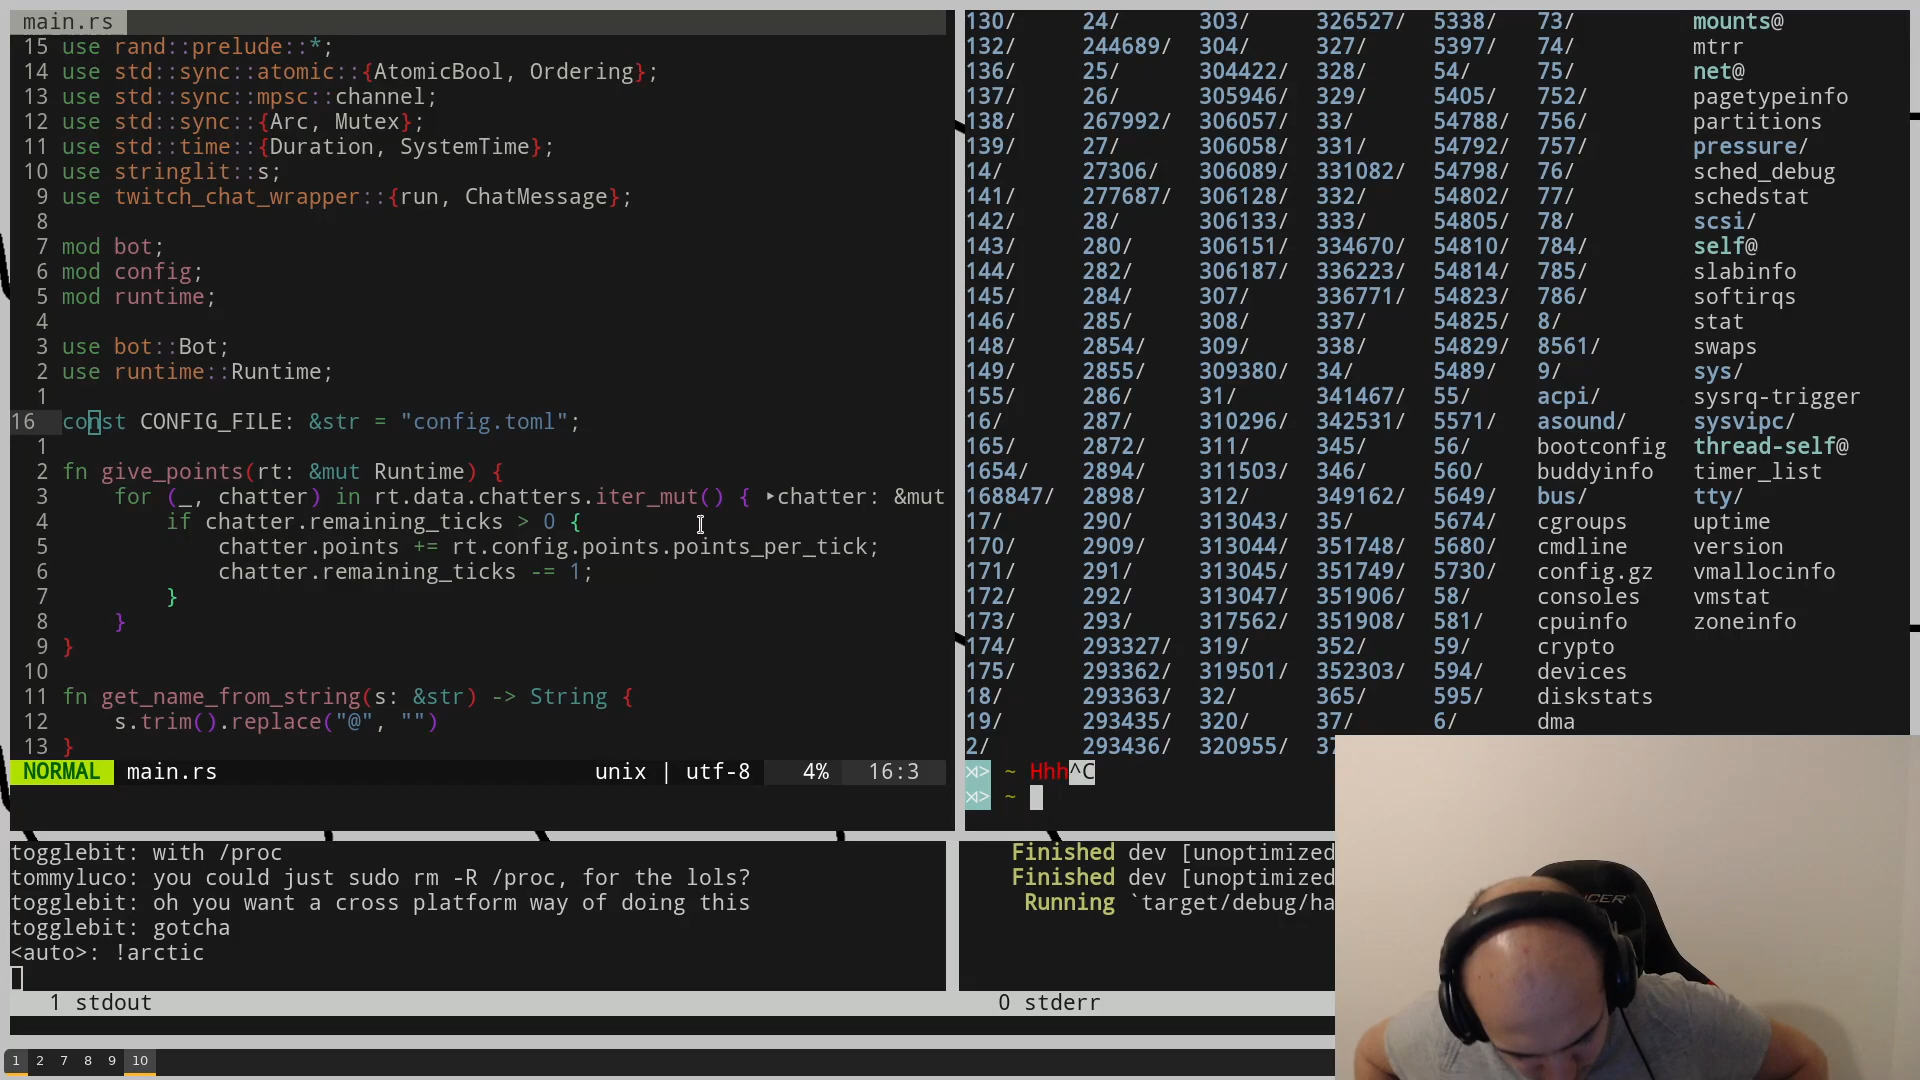 main.rs
15 use rand::prelude::*;
14 use std::sync::atomic::{AtomicBool, Ordering};
13 use std::sync::mpsc::channel;
12 use std::sync::{Arc, Mutex};
11 use std::time::{Duration, SystemTime};
10 use stringlit::s;
9 use twitch_chat_wrapper::{run, ChatMessage};
8
7 mod bot;
6 mod config;
5 mod runtime;
4
3 use bot::Bot;
2 use runtime::Runtime;
1
16 const CONFIG_FILE: &str = "config.toml";
1
2 fn give_points(rt: &mut Runtime) {
3 for (_, chatter) in rt.data.chatters.iter_mut() { ‣chatter: &mut
4 if chatter.remaining_ticks > 0 {
5 chatter.points += rt.config.points.points_per_tick;
6 chatter.remaining_ticks -= 1;
7 }
8 }
9 }
10
11 fn get_name_from_string(s: &str) -> String {
12 s.trim().replace("@", "")
13 }
NORMAL main.rs unix | utf-8 4% 16:3
130/ 24/ 303/ 326527/ 5338/ 73/ mounts@
132/ 244689/ 304/ 327/ 5397/ 74/ mtrr
136/ 25/ 304422/ 328/ 54/ 75/ net@
137/ 26/ 305946/ 329/ 5405/ 752/ pagetypeinfo
138/ 267992/ 306057/ 33/ 54788/ 756/ partitions
139/ 27/ 306058/ 331/ 54792/ 757/ pressure/
14/ 27306/ 306089/ 331082/ 54798/ 76/ sched_debug
141/ 277687/ 306128/ 332/ 54802/ 77/ schedstat
142/ 28/ 306133/ 333/ 54805/ 78/ scsi/
143/ 280/ 306151/ 334670/ 54810/ 784/ self@
144/ 282/ 306187/ 336223/ 54814/ 785/ slabinfo
145/ 284/ 307/ 336771/ 54823/ 786/ softirqs
146/ 285/ 308/ 337/ 54825/ 8/ stat
148/ 2854/ 309/ 338/ 54829/ 8561/ swaps
149/ 2855/ 309380/ 34/ 5489/ 9/ sys/
155/ 286/ 31/ 341467/ 55/ acpi/ sysrq-trigger
16/ 287/ 310296/ 342531/ 5571/ asound/ sysvipc/
165/ 2872/ 311/ 345/ 56/ bootconfig thread-self@
1654/ 2894/ 311503/ 346/ 560/ buddyinfo timer_list
168847/ 2898/ 312/ 349162/ 5649/ bus/ tty/
17/ 290/ 313043/ 35/ 5674/ cgroups uptime
170/ 2909/ 313044/ 351748/ 5680/ cmdline version
171/ 291/ 313045/ 351749/ 5730/ config.gz vmallocinfo
172/ 292/ 313047/ 351906/ 58/ consoles vmstat
173/ 293/ 317562/ 351908/ 581/ cpuinfo zoneinfo
174/ 293327/ 319/ 352/ 59/ crypto
175/ 293362/ 319501/ 352303/ 594/ devices
18/ 293363/ 32/ 365/ 595/ diskstats
19/ 293435/ 320/ 37/ 6/ dma
2/ 293436/ 320955/
~ Hhh^C
~
togglebit: with /proc
tommyluco: you could just sudo rm -R /proc, for the lols?
togglebit: oh you want a cross platform way of doing this
togglebit: gotcha
<auto>: !arctic
1 stdout
Finished dev [unoptimized
Finished dev [unoptimized
Running `target/debug/ha
0 stderr
1 2 7 8 9 10